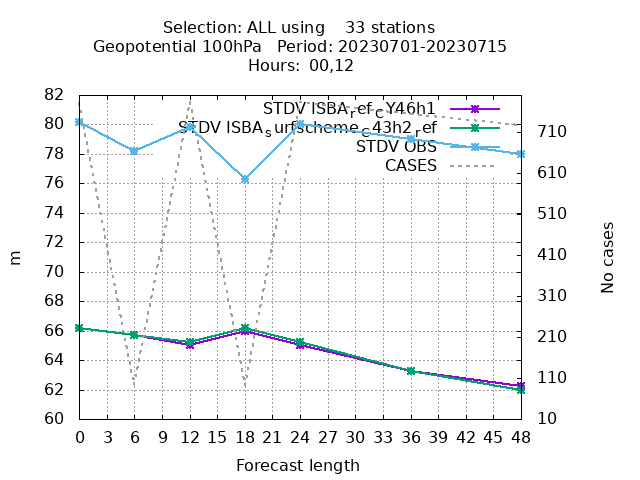 Selection: ALL using    33 stations
Geopotential 100hPa   Period: 20230701-20230715
Hours: 00,12
STDV ISBA_ref_CY46h1
STDV ISBA_surfscheme_C43h2_ref
STDV OBS
CASES
82
80
78
76
74
72
70
68
66
64
62
60
m
710
610
510
410
310
210
110
10
No cases
0 3 6 9 12 15 18 21 24 27 30 33 36 39 42 45 48
Forecast length